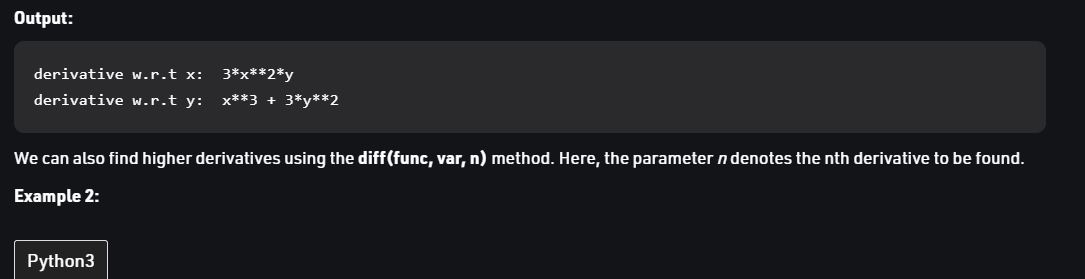 Output:
derivative w.r.t x:  3*x**2*y
derivative w.r.t y:  x**3 + 3*y**2
We can also find higher derivatives using the diff(func, var, n) method. Here, the parameter n denotes the nth derivative to be found.
Example 2:
Python3